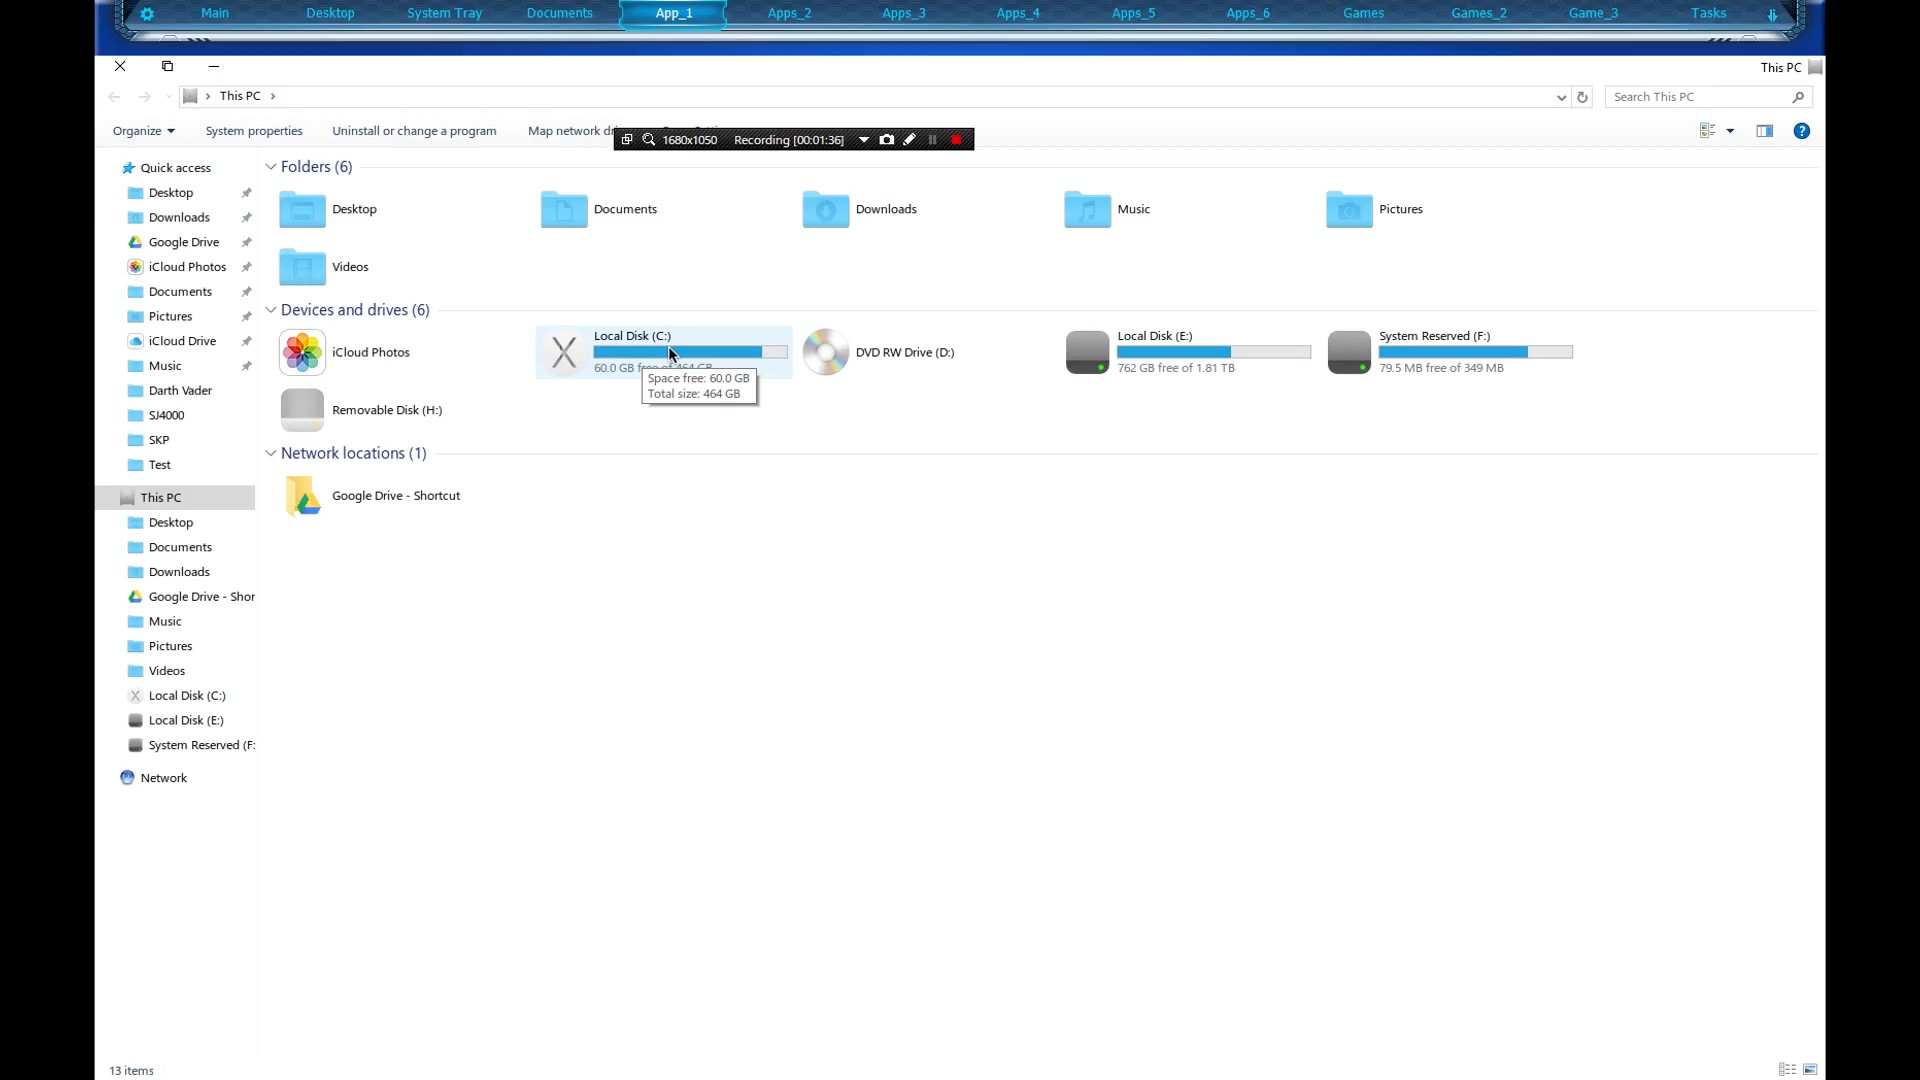 Main Desktop System Tray Documents App_1 Apps_2 Apps_3 Apps_4 Apps_5 Apps_6 Games Games_2 Game_3 Tasks
This PC
This PC
Search This PC
Organize System properties Uninstall or change a program Map network
1680x1050 Recording [00:01:36]
Quick access
Desktop
Downloads
Google Drive
iCloud Photos
Documents
Pictures
iCloud Drive
Music
Darth Vader
SJ4000
SKP
Test
This PC
Desktop
Documents
Downloads
Google Drive - Shor
Music
Pictures
Videos
Local Disk (C:)
Local Disk (E:)
System Reserved (F:
Network
Folders (6)
Desktop Documents Downloads Music Pictures
Videos
Devices and drives (6)
iCloud Photos
Local Disk (C:)
60.0 GB free of 464 GB
Space free: 60.0 GB
Total size: 464 GB
DVD RW Drive (D:)
Local Disk (E:)
762 GB free of 1.81 TB
System Reserved (F:)
79.5 MB free of 349 MB
Removable Disk (H:)
Network locations (1)
Google Drive - Shortcut
13 items